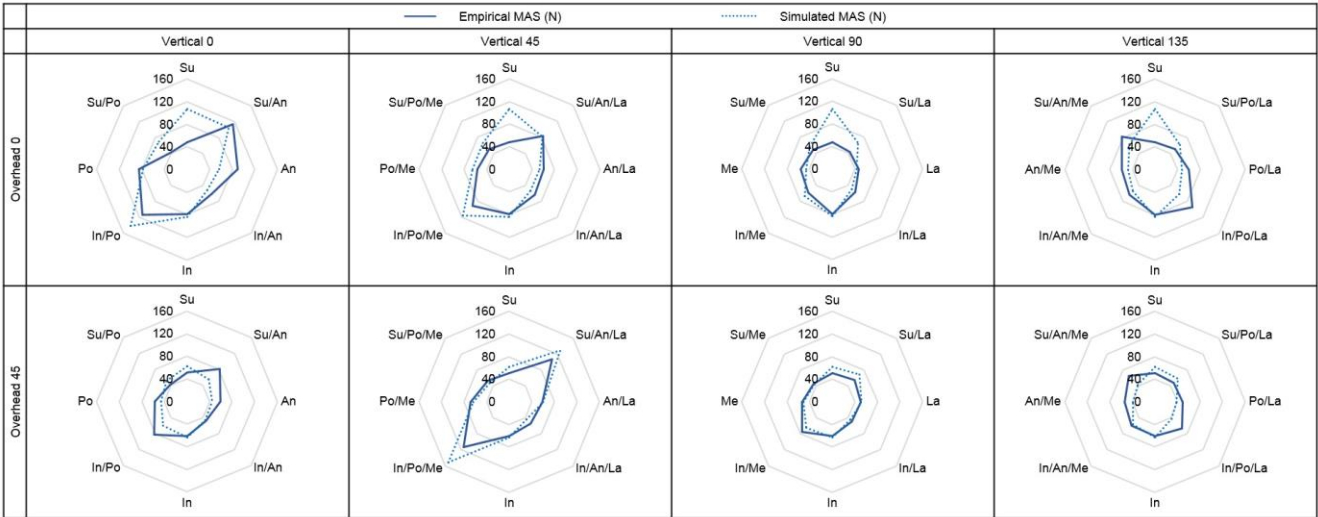 Empirical MAS (N) Simulated MAS (N)
Vertical 0 Vertical 45 Vertical 90 Vertical 135
Overhead 0
Su
160
120
80
40
0
Su/Po Su/An
Po An
In/Po In/An
In
Su
160
120
80
40
0
Su/Po/Me Su/An/La
Po/Me An/La
In/Po/Me In/An/La
In
Su
160
120
80
40
0
Su/Me Su/La
Me La
In/Me In/La
In
Su
160
120
80
40
0
Su/An/Me Su/Po/La
An/Me Po/La
In/An/Me In/Po/La
In
Overhead 45
Su
160
120
80
40
0
Su/Po Su/An
Po An
In/Po In/An
In
Su
160
120
80
40
0
Su/Po/Me Su/An/La
Po/Me An/La
In/Po/Me In/An/La
In
Su
160
120
80
40
0
Su/Me Su/La
Me La
In/Me In/La
In
Su
160
120
80
40
0
Su/An/Me Su/Po/La
An/Me Po/La
In/An/Me In/Po/La
In